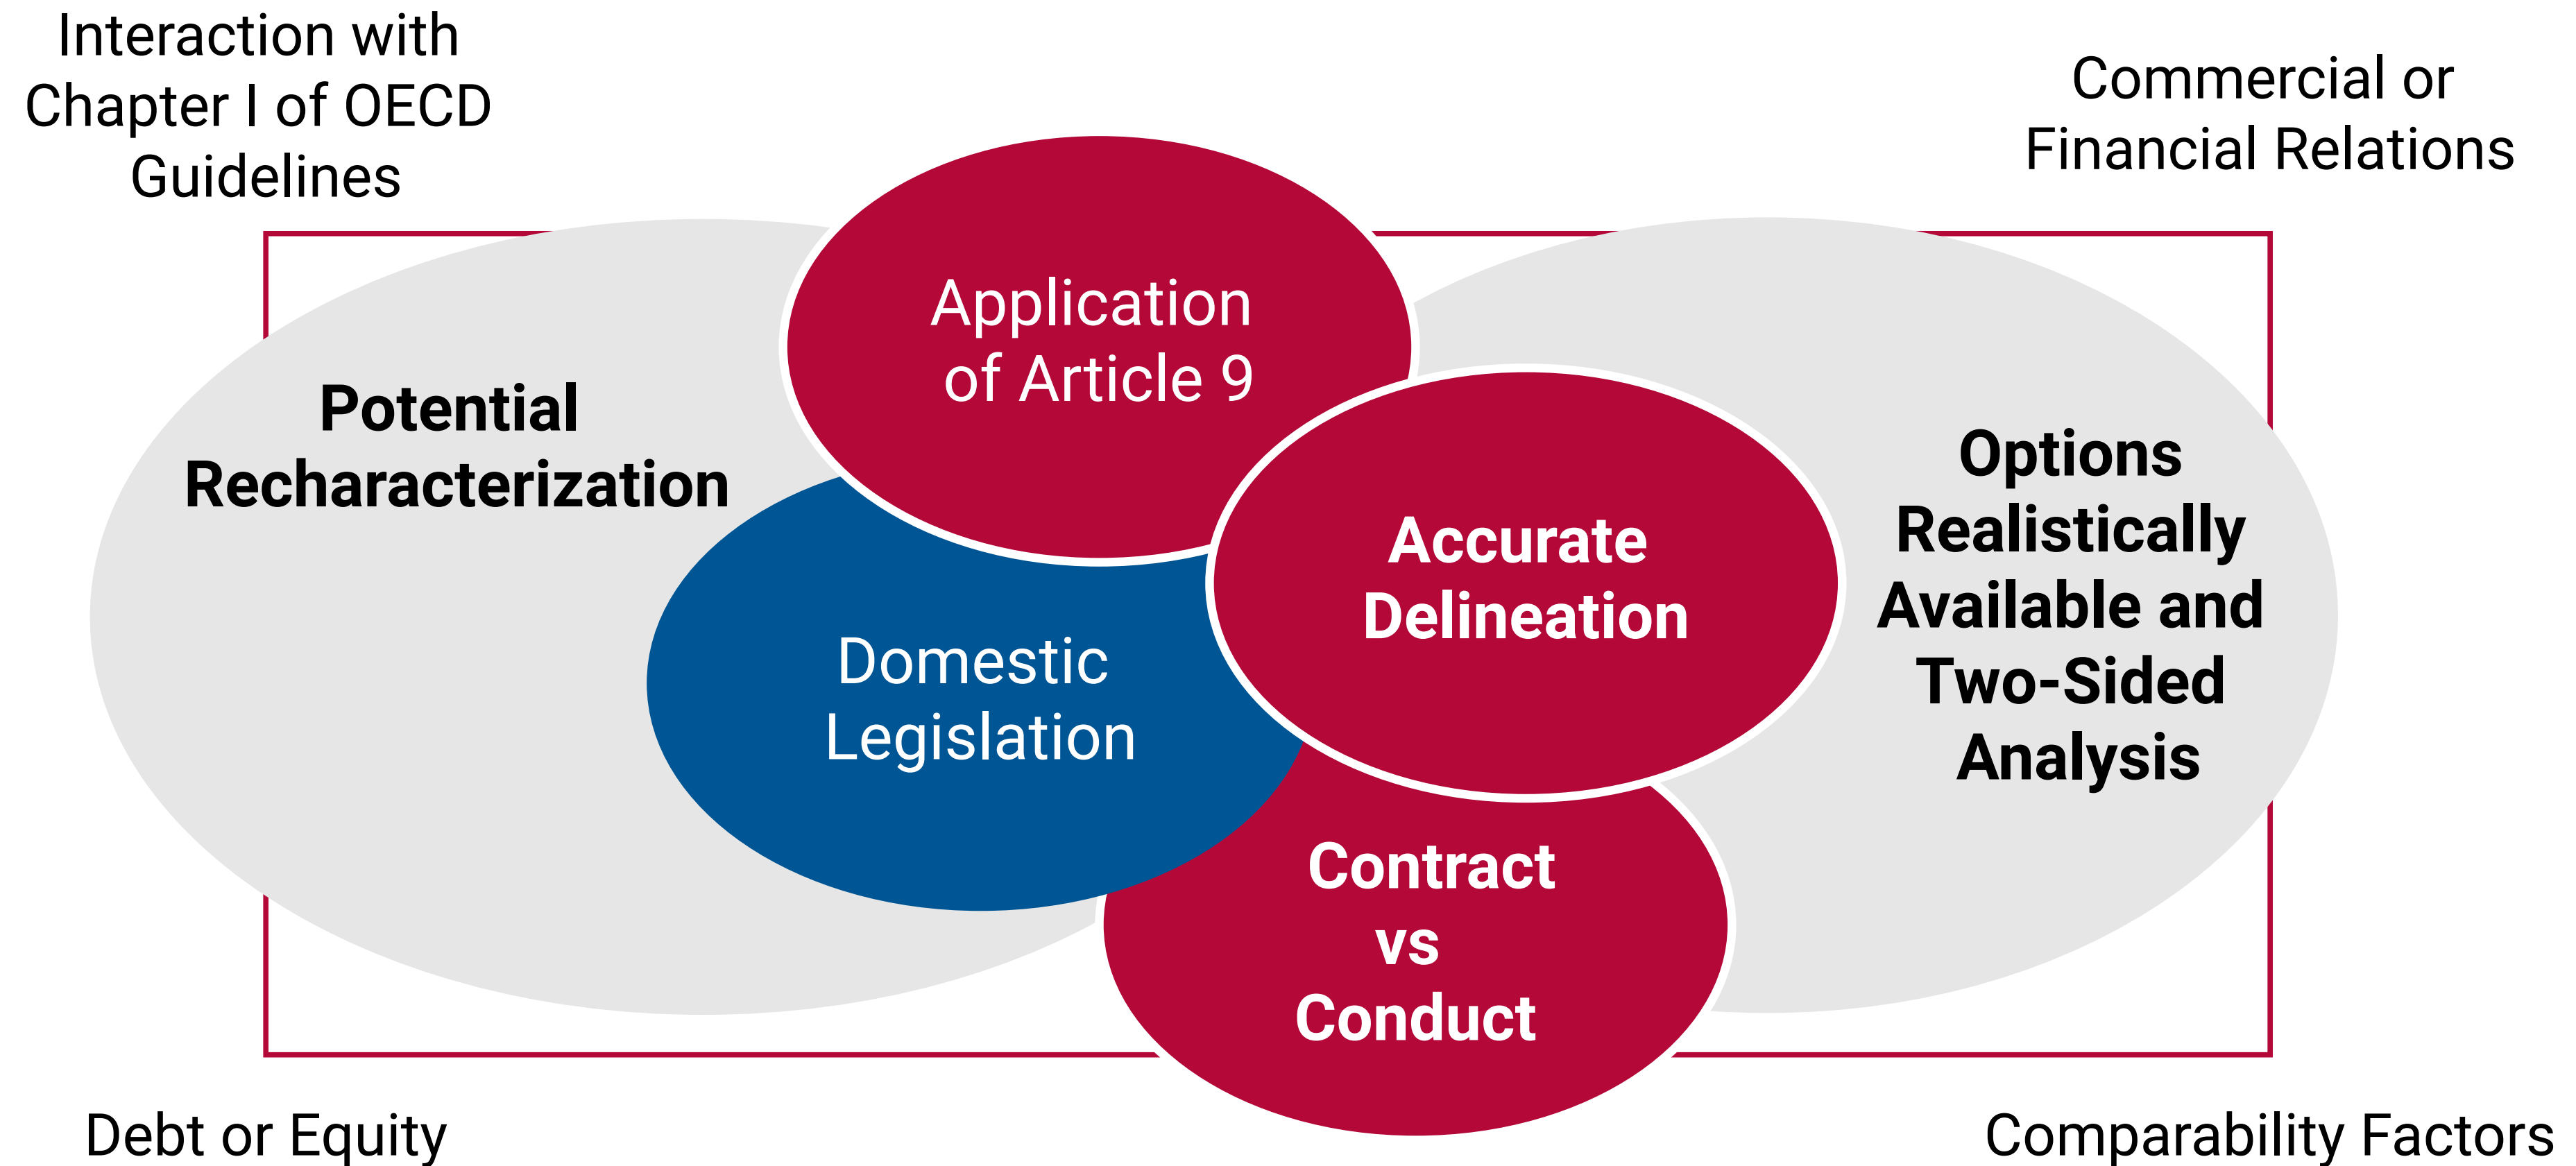 Interaction with
Chapter I of OECD
Guidelines
Commercial or
Financial Relations
Application
of Article 9
Potential
Recharacterization
Accurate
Delineation
Options
Realistically
Available and
Two-Sided
Analysis
Domestic
Legislation
Contract
vs
Conduct
Debt or Equity
Comparability Factors